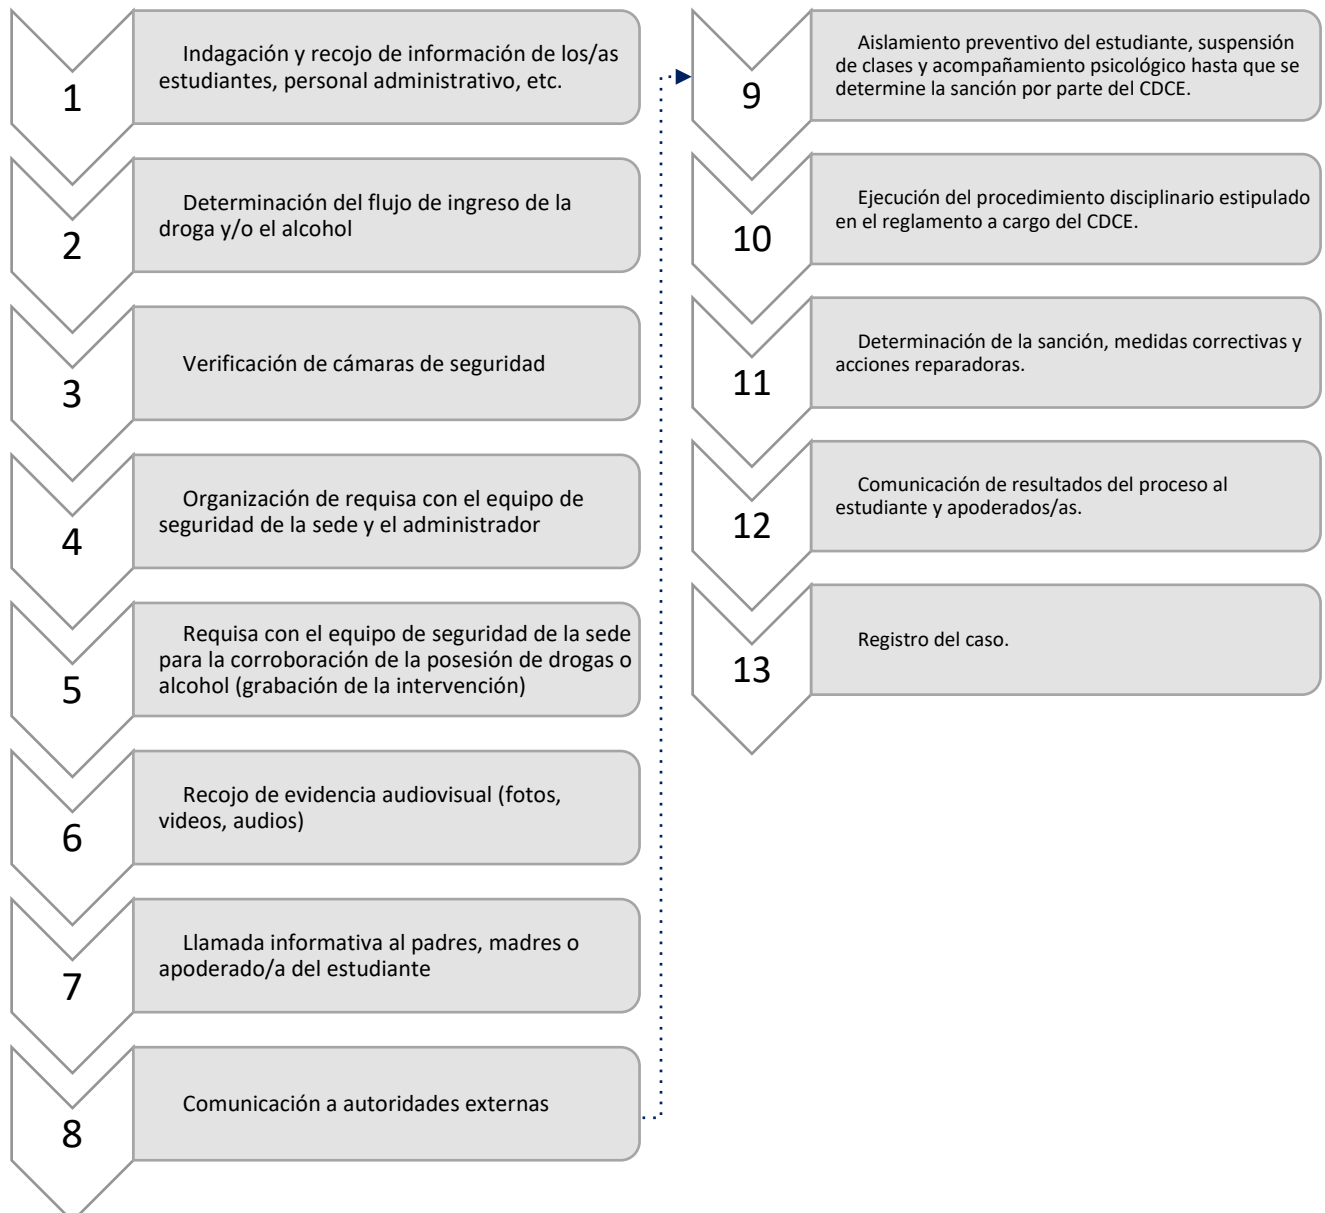 1
Indagación y recojo de información de los/as
estudiantes, personal administrativo, etc.
2
Determinación del flujo de ingreso de la
droga y/o el alcohol
3
Verificación de cámaras de seguridad
4
Organización de requisa con el equipo de
seguridad de la sede y el administrador
5
Requisa con el equipo de seguridad de la sede
para la corroboración de la posesión de drogas o
alcohol (grabación de la intervención)
6
Recojo de evidencia audiovisual (fotos,
videos, audios)
7
Llamada informativa al padres, madres o
apoderado/a del estudiante
8
Comunicación a autoridades externas
9
Aislamiento preventivo del estudiante, suspensión
de clases y acompañamiento psicológico hasta que se
determine la sanción por parte del CDCE.
10
Ejecución del procedimiento disciplinario estipulado
en el reglamento a cargo del CDCE.
11
Determinación de la sanción, medidas correctivas y
acciones reparadoras.
12
Comunicación de resultados del proceso al
estudiante y apoderados/as.
13
Registro del caso.